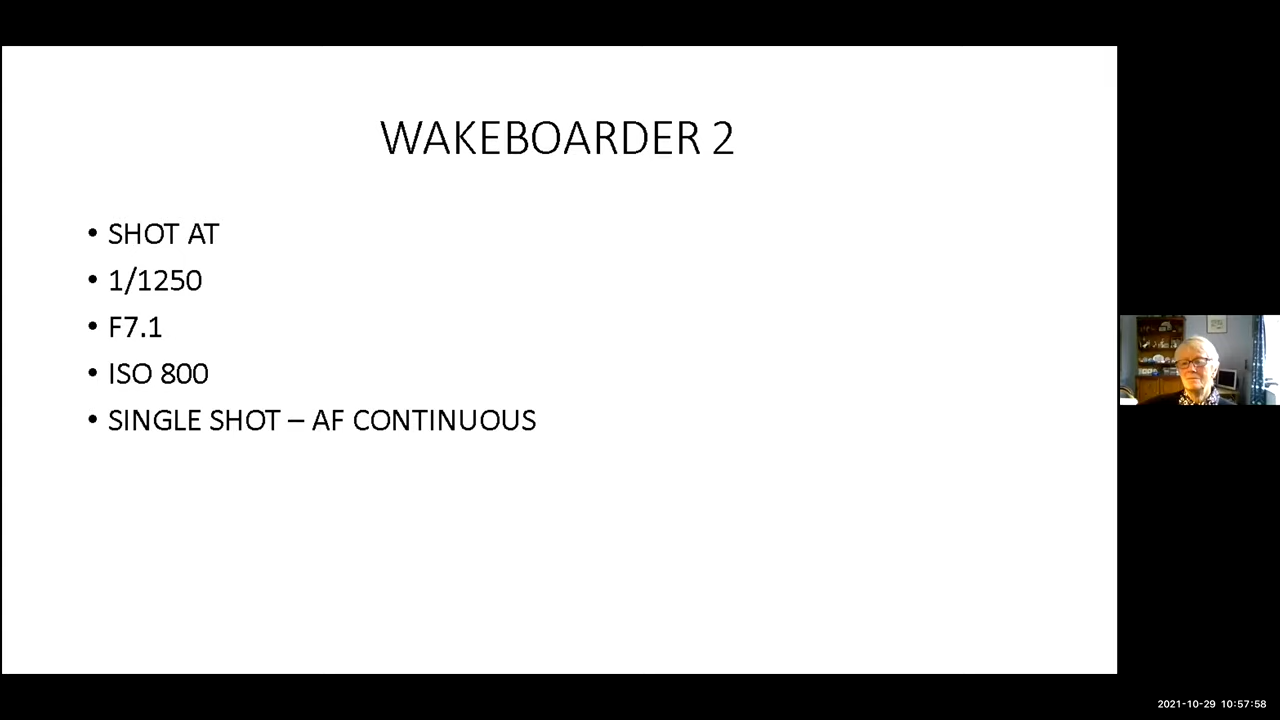 WAKEBOARDER 2
• SHOT AT
• 1/1250
• F7.1
• ISO 800
• SINGLE SHOT – AF CONTINUOUS
2021-10-29 10:57:58